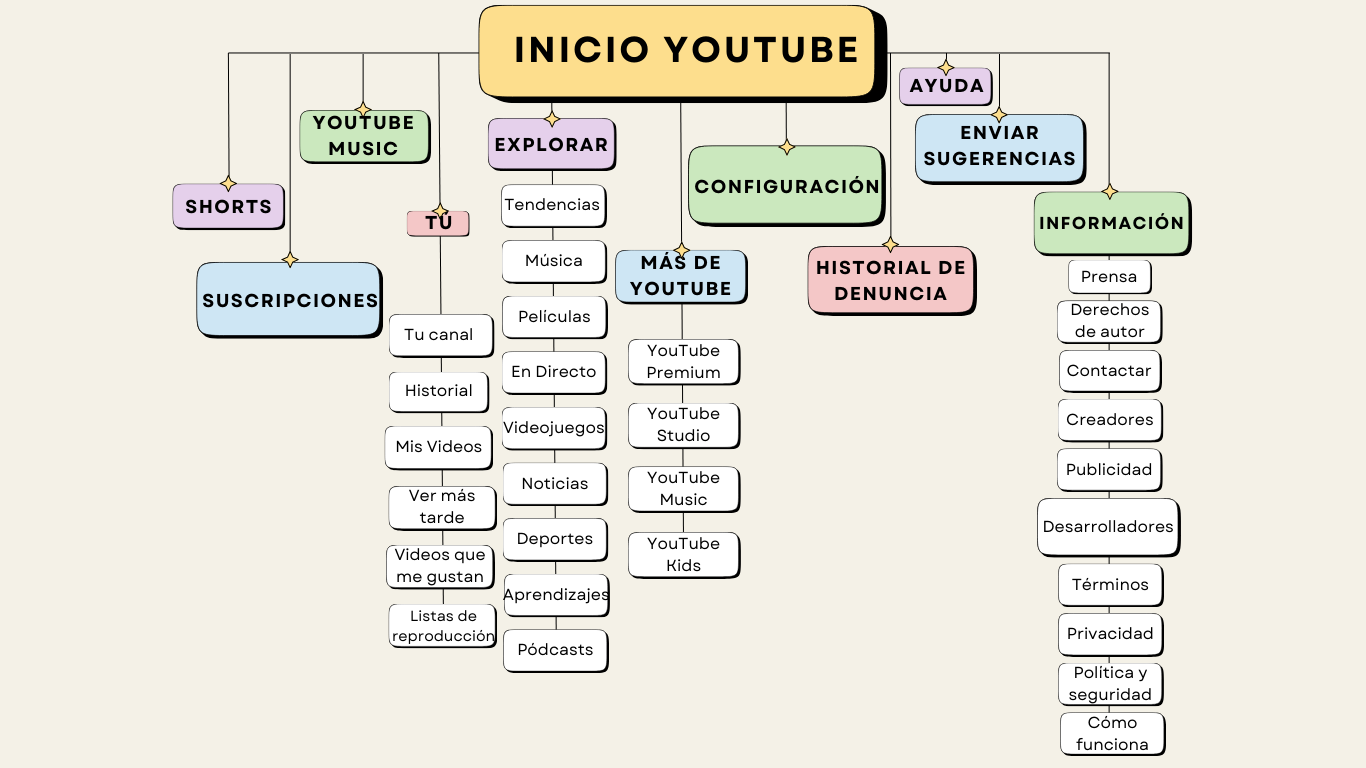 INICIO YOUTUBE
SHORTS
SUSCRIPCIONES
YOUTUBE
MUSIC
TÚ
Tu canal
Historial
Mis Videos
Ver más
tarde
Videos que
me gustan
Listas de
reproducción
EXPLORAR
Tendencias
Música
Películas
En Directo
Videojuegos
Noticias
Deportes
Aprendizajes
Pódcasts
MÁS DE
YOUTUBE
YouTube
Premium
YouTube
Studio
YouTube
Music
YouTube
Kids
CONFIGURACIÓN
HISTORIAL DE
DENUNCIA
AYUDA
ENVIAR
SUGERENCIAS
INFORMACIÓN
Prensa
Derechos
de autor
Contactar
Creadores
Publicidad
Desarrolladores
Términos
Privacidad
Política y
seguridad
Cómo
funciona